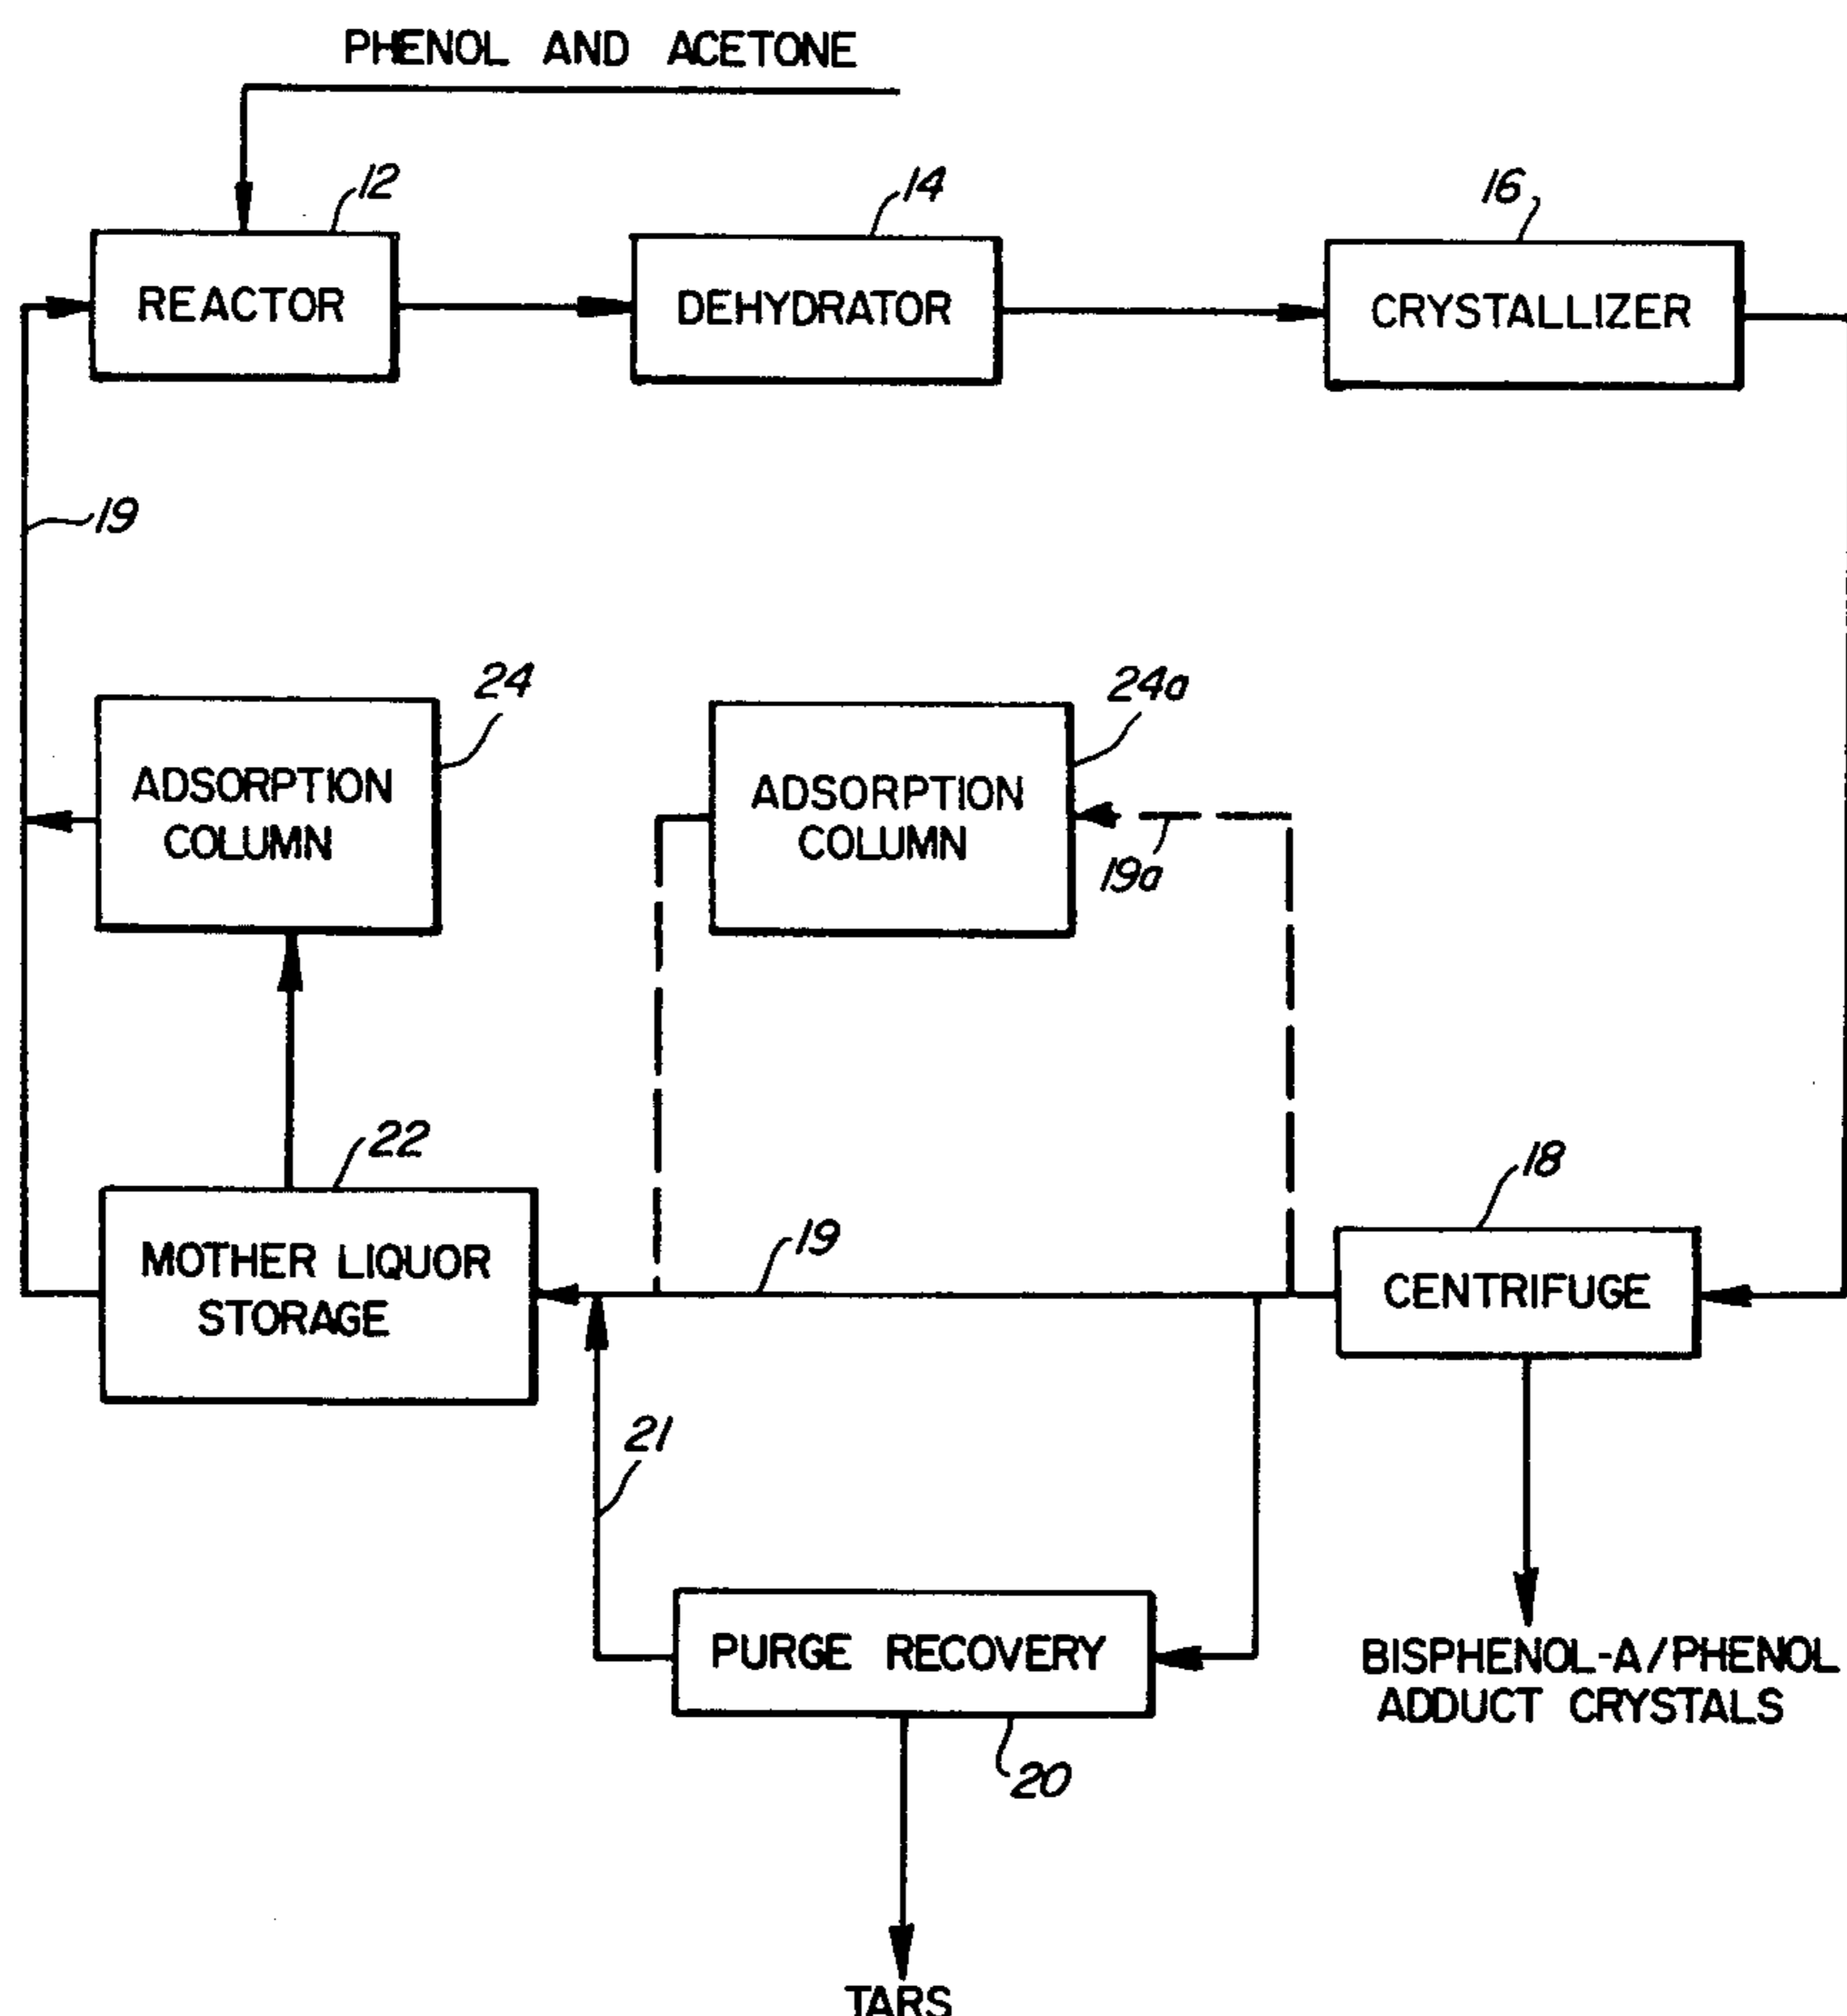 PHENOL AND ACETONE
12
14
16
REACTOR
DEHYDRATOR
CRYSTALLIZER
19
24
24a
ADSORPTION
COLUMN
ADSORPTION
COLUMN
19a
22
18
19
MOTHER LIQUOR
STORAGE
CENTRIFUGE
21
PURGE RECOVERY
BISPHENOL-A/PHENOL
ADDUCT CRYSTALS
20
TARS